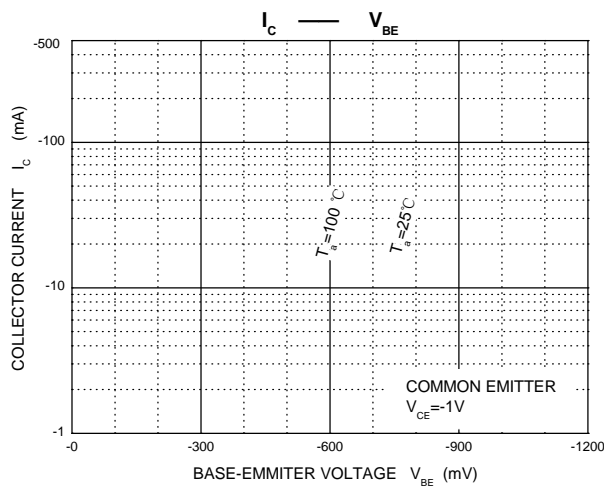 I_C —— V_BE
-500
-100
-10
-1
COLLECTOR CURRENT I_C (mA)
T_a=100℃
T_a=25℃
COMMON EMITTER
V_CE=-1V
-0 -300 -600 -900 -1200
BASE-EMMITER VOLTAGE V_BE (mV)